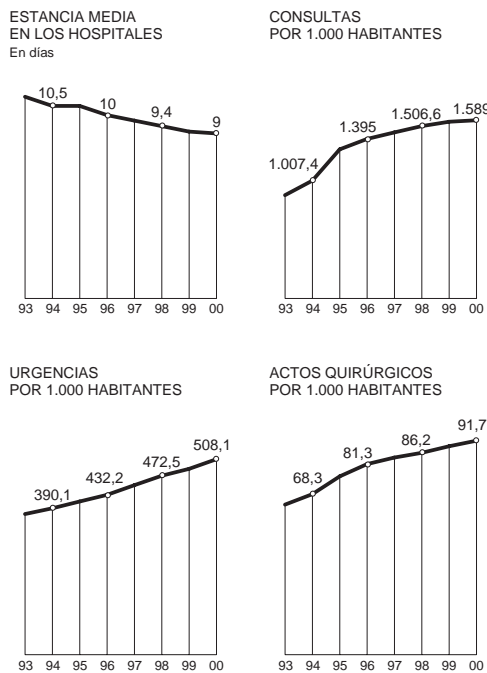 ESTANCIA MEDIA
EN LOS HOSPITALES
En días
10,5
10
9,4
9
93 94 95 96 97 98 99 00
CONSULTAS
POR 1.000 HABITANTES
1.007,4
1.395
1.506,6
1.589
93 94 95 96 97 98 99 00
URGENCIAS
POR 1.000 HABITANTES
390,1
432,2
472,5
508,1
93 94 95 96 97 98 99 00
ACTOS QUIRÚRGICOS
POR 1.000 HABITANTES
68,3
81,3
86,2
91,7
93 94 95 96 97 98 99 00